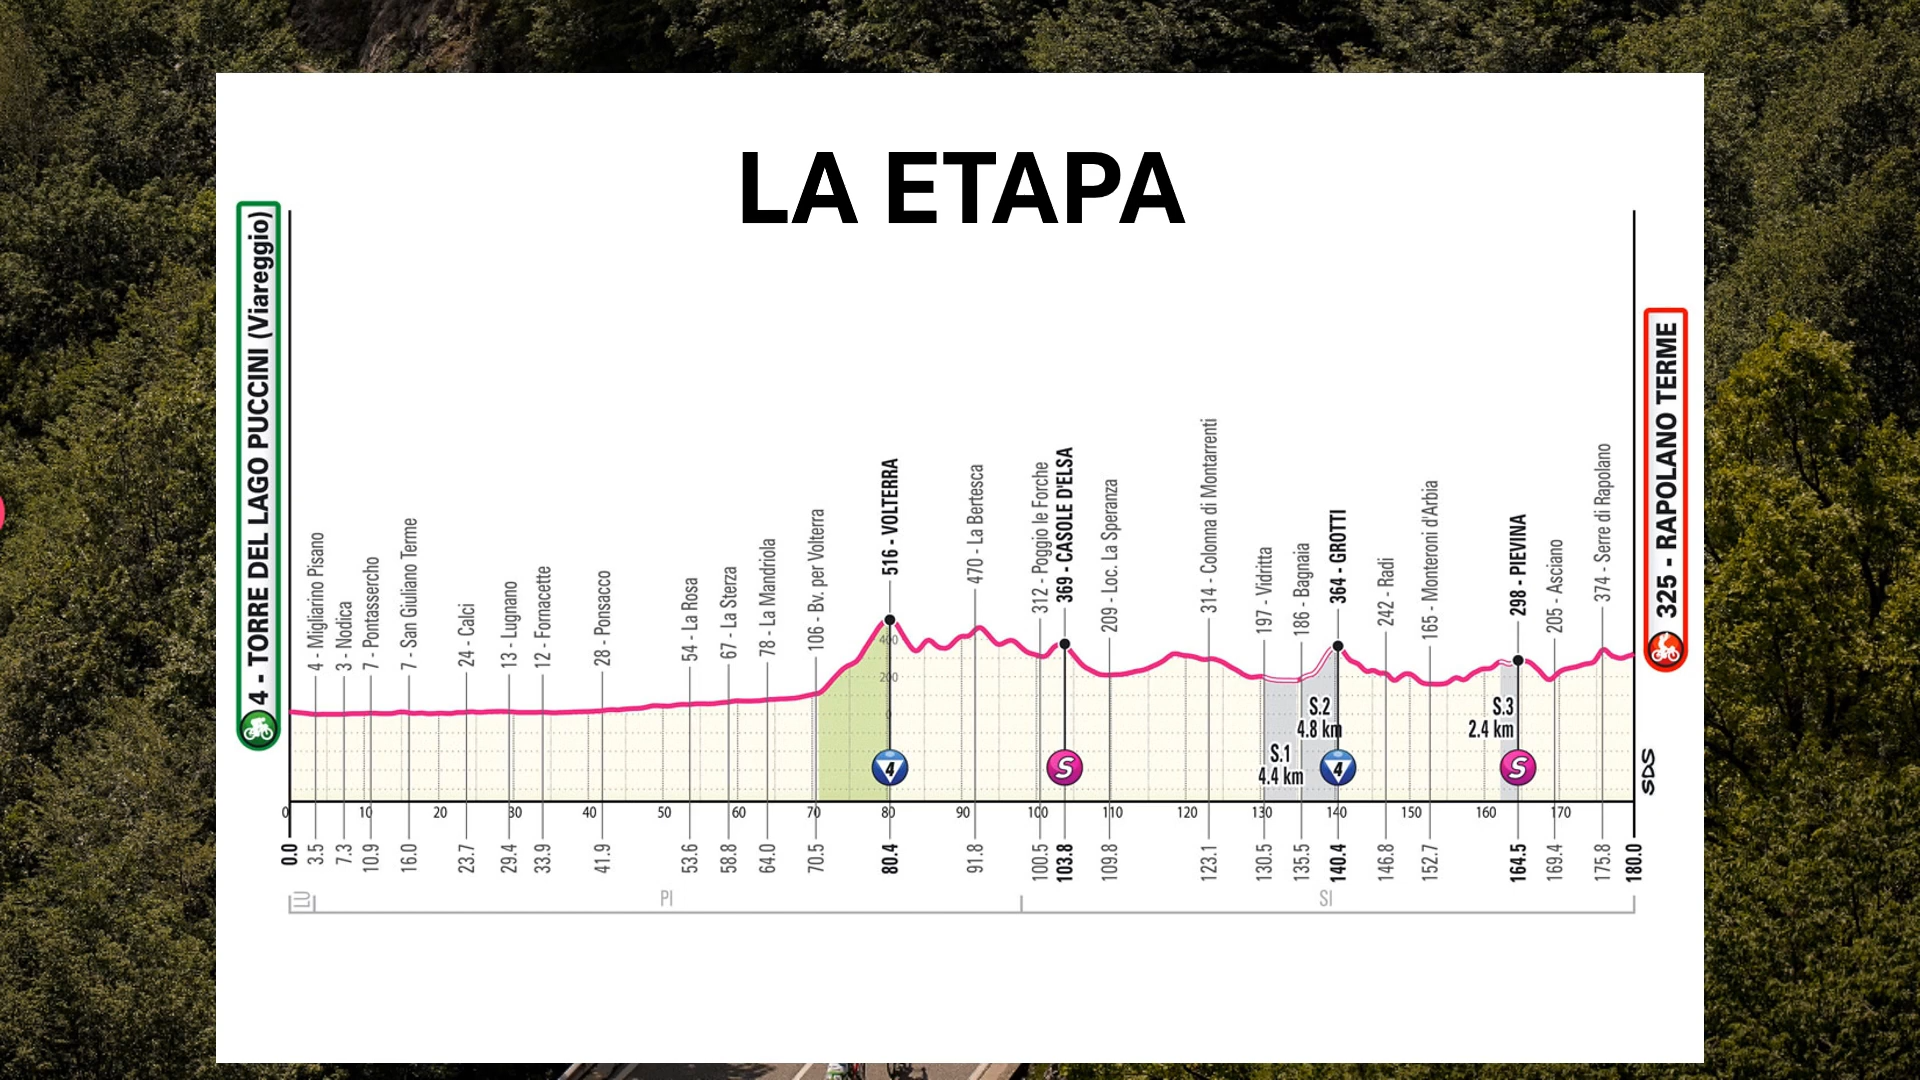 LA ETAPA
4 - TORRE DEL LAGO PUCCINI (Viareggio)
4 - Migliarino Pisano
3 - Nodica
7 - Pontasserchio
7 - San Giuliano Terme
24 - Calci
13 - Lugnano
12 - Fornacette
28 - Ponsacco
54 - La Rosa
67 - La Sterza
78 - La Mandriola
106 - Bv. per Volterra
516 - VOLTERRA
470 - La Bertesca
312 - Poggio le Forche
369 - CASOLE D'ELSA
209 - Loc. La Speranza
314 - Colonna di Montarrenti
197 - Vidritta
186 - Bagnaia
364 - GROTTI
242 - Radi
165 - Monteroni d'Arbia
298 - PIEVINA
205 - Asciano
374 - Serre di Rapolano
325 - RAPOLANO TERME
400
200
0
S.1
4.4 km
S.2
4.8 km
S.3
2.4 km
4
S
4
S
SDS
0 10 20 30 40 50 60 70 80 90 100 110 120 130 140 150 160 170
0.0 3.5 7.3 10.9 16.0 23.7 29.4 33.9 41.9 53.6 58.8 64.0 70.5 80.4 91.8 100.5 103.8 109.8 123.1 130.5 135.5 140.4 146.8 152.7 164.5 169.4 175.8 180.0
LU PI SI